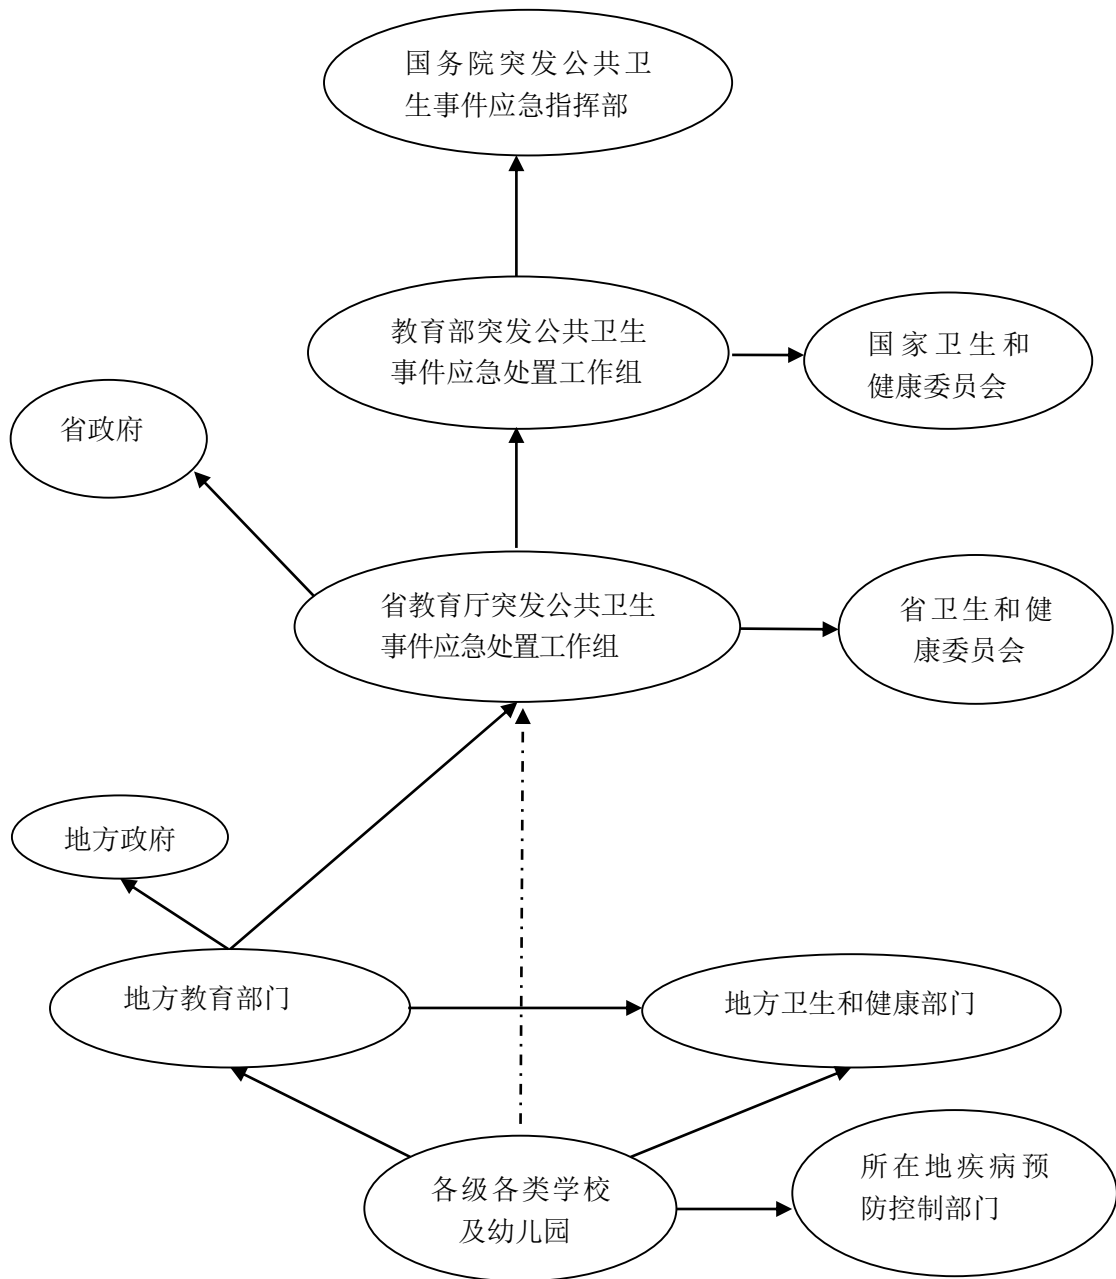 国务院突发公共卫
生事件应急指挥部
教育部突发公共卫生
事件应急处置工作组
国家卫生和
健康委员会
省政府
省教育厅突发公共卫生
事件应急处置工作组
省卫生和健
康委员会
地方政府
地方教育部门
地方卫生和健康部门
各级各类学校
及幼儿园
所在地疾病预
防控制部门